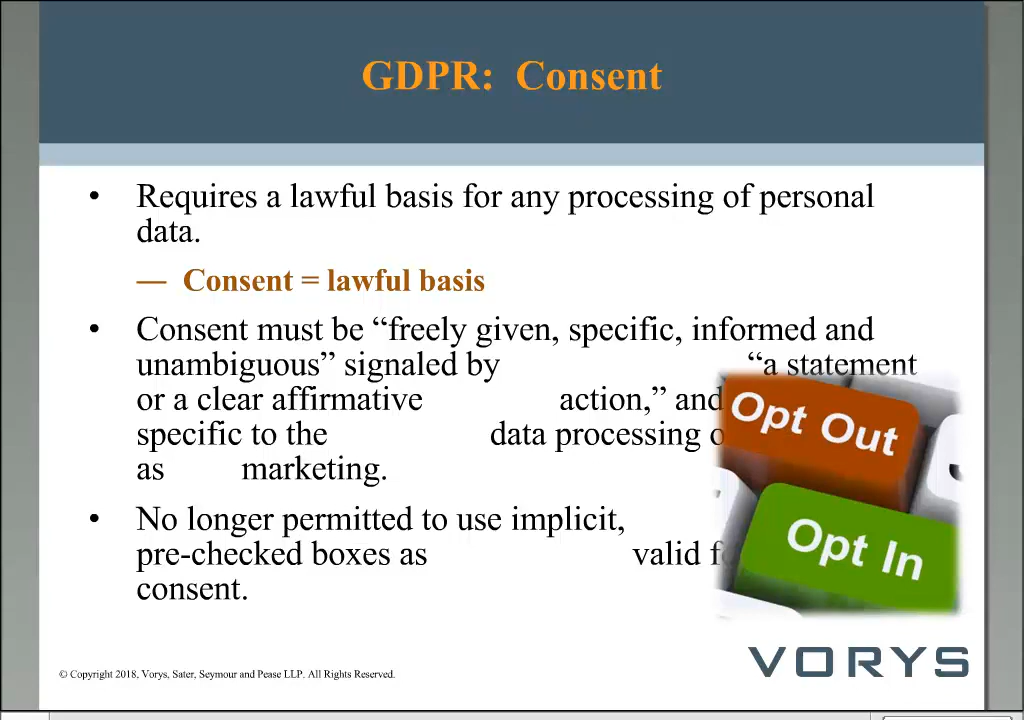 GDPR: Consent
• Requires a lawful basis for any processing of personal
data.
— Consent = lawful basis
• Consent must be “freely given, specific, informed and
unambiguous” signaled by “a statement
or a clear affirmative action,” and
specific to the data processing
as marketing.
• No longer permitted to use implicit,
pre-checked boxes as valid
consent.
Opt Out
Opt In
VORYS
© Copyright 2018, Vorys, Sater, Seymour and Pease LLP. All Rights Reserved.